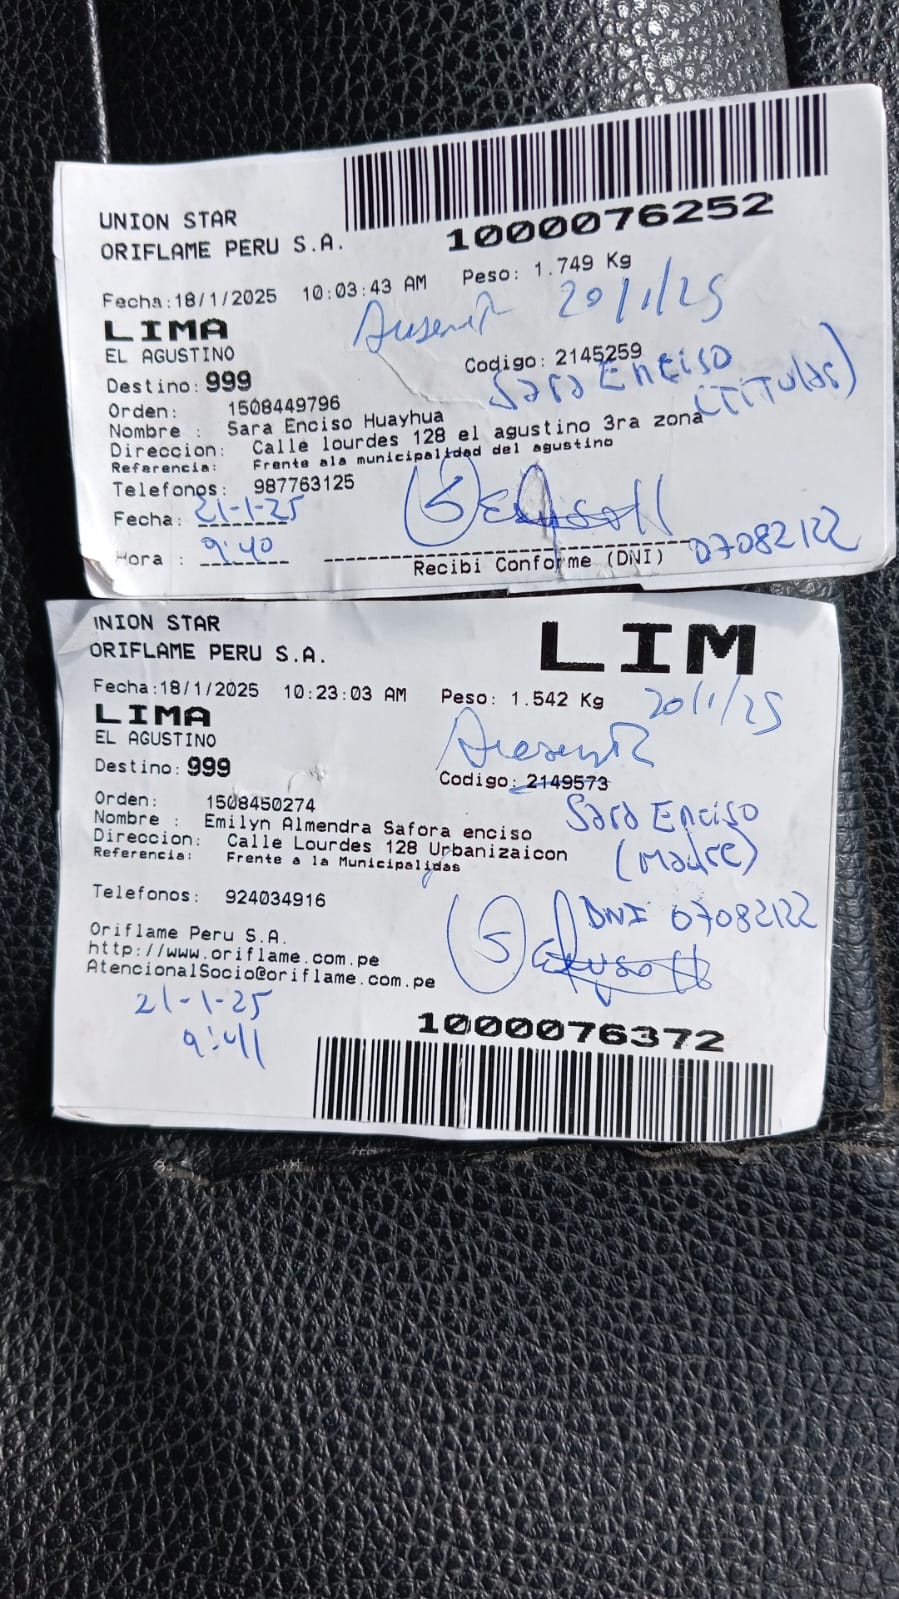 UNION STAR
ORIFLAME PERU S.A.
1000076252
Fecha:18/1/2025 10:03:43 AM Peso: 1.749 Kg
LIMA
20/1/25
EL AGUSTINO
Codigo: 2145259
Destino: 999
Sara Enciso
(Titular)
Orden: 1508449796
Nombre : Sara Enciso Huayhua
Direccion: Calle lourdes 128 el agustino 3ra zona
Referencia: Frente ala municipalidad del agustino
Telefonos: 987763125
Fecha: 21-1-25
Hora : 9:40
Recibi Conforme (DNI) 07082122
UNION STAR
ORIFLAME PERU S.A.
LIM
Fecha:18/1/2025 10:23:03 AM Peso: 1.542 Kg
20/1/25
LIMA
EL AGUSTINO
Destino: 999
Codigo: 2149573
Orden: 1508450274
Nombre : Emilyn Almendra Safora enciso
Sara Enciso
Direccion: Calle Lourdes 128 Urbanizaicon
(Madre)
Referencia: Frente a la Municipalidas
Telefonos: 924034916
DNI 07082122
Oriflame Peru S.A.
http://www.oriflame.com.pe
AtencionalSocio@oriflame.com.pe
21-1-25
9:41
1000076372